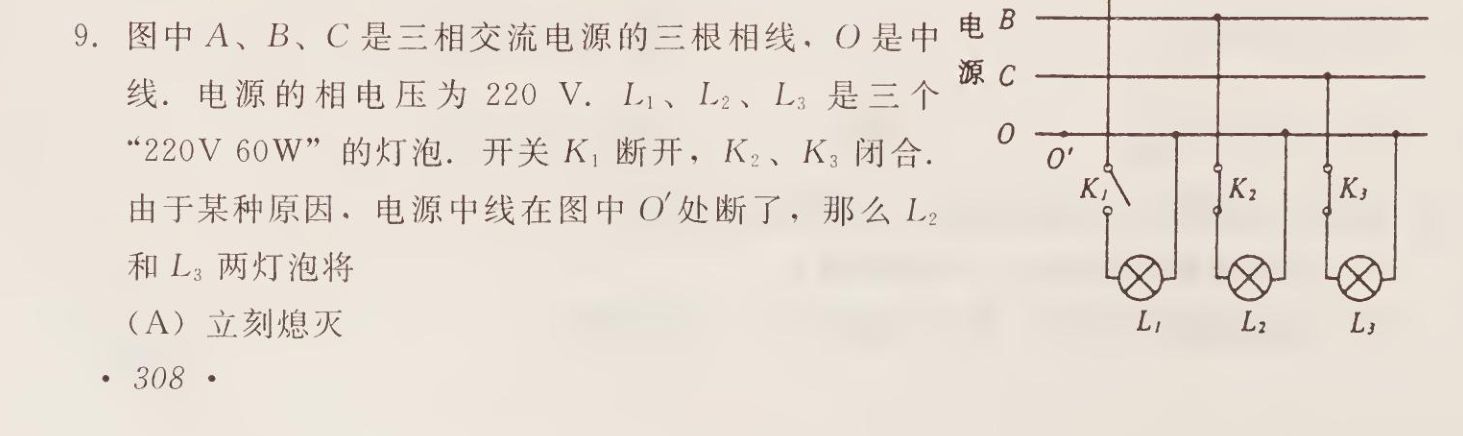 9. 图中 A、B、C 是三相交流电源的三根相线，O 是中
线．电源的相电压为 220 V．L₁、L₂、L₃ 是三个
“220V 60W”的灯泡．开关 K₁ 断开，K₂、K₃ 闭合．
由于某种原因，电源中线在图中 O′处断了，那么 L₂
和 L₃ 两灯泡将
（A）立刻熄灭
· 308 ·
电 B
源 C
O
O′
K₁ K₂ K₃
L₁ L₂ L₃